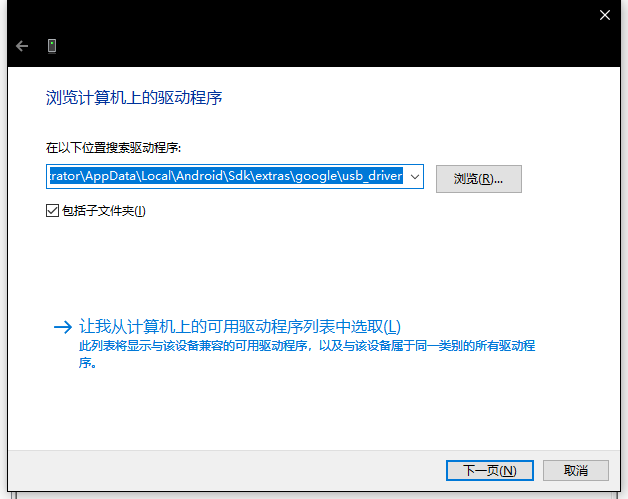 浏览计算机上的驱动程序
在以下位置搜索驱动程序:
rator\AppData\Local\Android\Sdk\extras\google\usb_driver
浏览(R)...
包括子文件夹(I)
让我从计算机上的可用驱动程序列表中选取(L)
此列表将显示与该设备兼容的可用驱动程序，以及与该设备属于同一类别的所有驱动程
序。
下一页(N)
取消